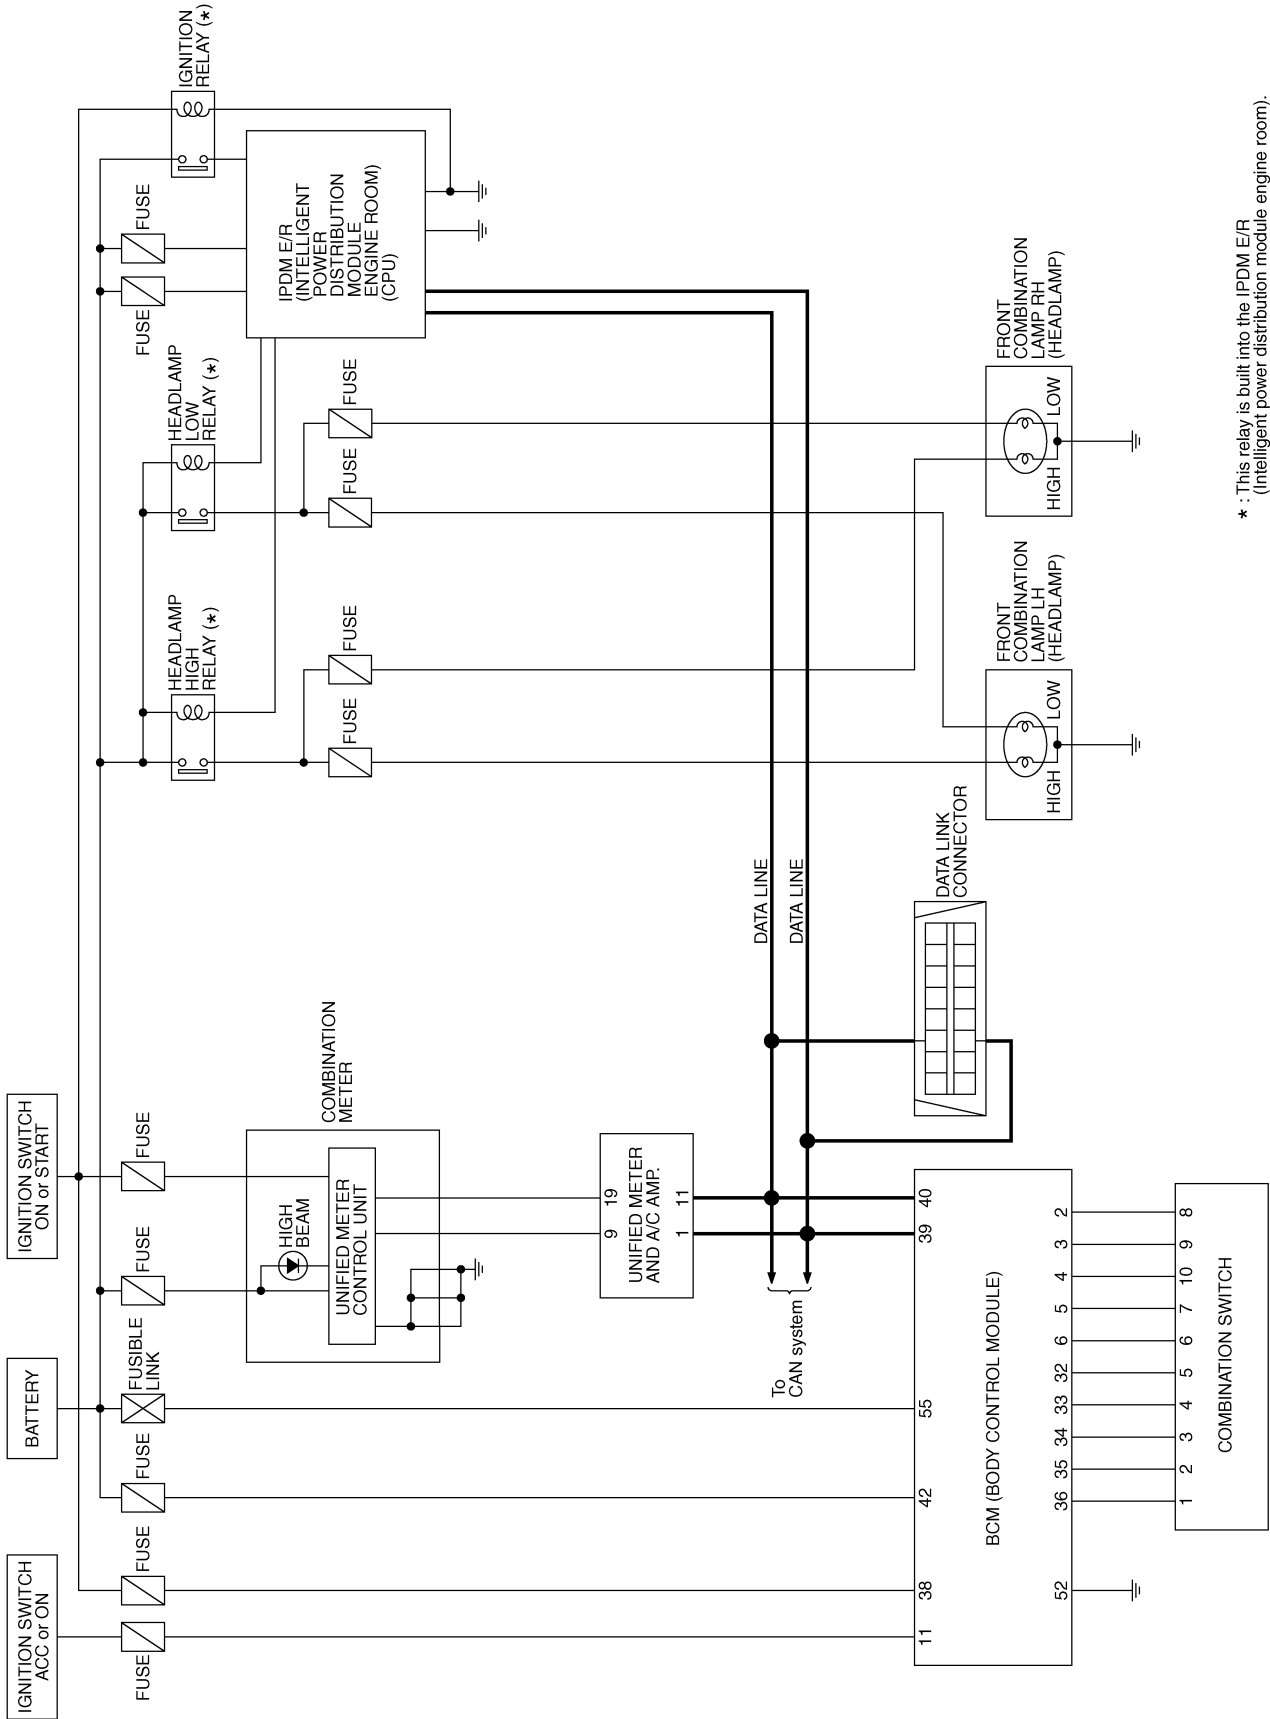 IGNITION SWITCH
ACC or ON
BATTERY
IGNITION SWITCH
ON or START
FUSE
FUSE
FUSE
FUSIBLE
LINK
FUSE
FUSE
HEADLAMP
HIGH
RELAY (*)
HEADLAMP
LOW
RELAY (*)
FUSE
FUSE
IGNITION
RELAY (*)
COMBINATION
METER
HIGH
BEAM
UNIFIED METER
CONTROL UNIT
FUSE
FUSE
FUSE
FUSE
IPDM E/R
(INTELLIGENT
POWER
DISTRIBUTION
MODULE
ENGINE ROOM)
(CPU)
9 19
UNIFIED METER
AND A/C AMP.
1 11
DATA LINE
DATA LINE
To
CAN system
DATA LINK
CONNECTOR
11 38 42 55 39 40
BCM (BODY CONTROL MODULE)
52 36 35 34 33 32 6 5 4 3 2
1 2 3 4 5 6 7 10 9 8
COMBINATION SWITCH
FRONT
COMBINATION
LAMP LH
(HEADLAMP)
HIGH LOW
FRONT
COMBINATION
LAMP RH
(HEADLAMP)
HIGH LOW
* : This relay is built into the IPDM E/R
(Intelligent power distribution module engine room).